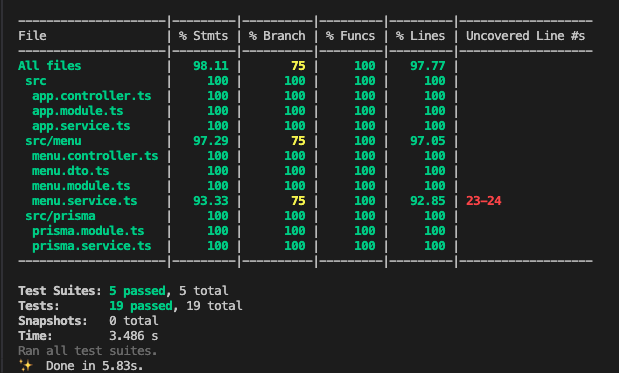 File | % Stmts | % Branch | % Funcs | % Lines | Uncovered Line #s
All files | 98.11 | 75 | 100 | 97.77 |
src | 100 | 100 | 100 | 100 |
app.controller.ts | 100 | 100 | 100 | 100 |
app.module.ts | 100 | 100 | 100 | 100 |
app.service.ts | 100 | 100 | 100 | 100 |
src/menu | 97.29 | 75 | 100 | 97.05 |
menu.controller.ts | 100 | 100 | 100 | 100 |
menu.dto.ts | 100 | 100 | 100 | 100 |
menu.module.ts | 100 | 100 | 100 | 100 |
menu.service.ts | 93.33 | 75 | 100 | 92.85 | 23-24
src/prisma | 100 | 100 | 100 | 100 |
prisma.module.ts | 100 | 100 | 100 | 100 |
prisma.service.ts | 100 | 100 | 100 | 100 |
Test Suites: 5 passed, 5 total
Tests: 19 passed, 19 total
Snapshots: 0 total
Time: 3.486 s
Ran all test suites.
✨ Done in 5.83s.